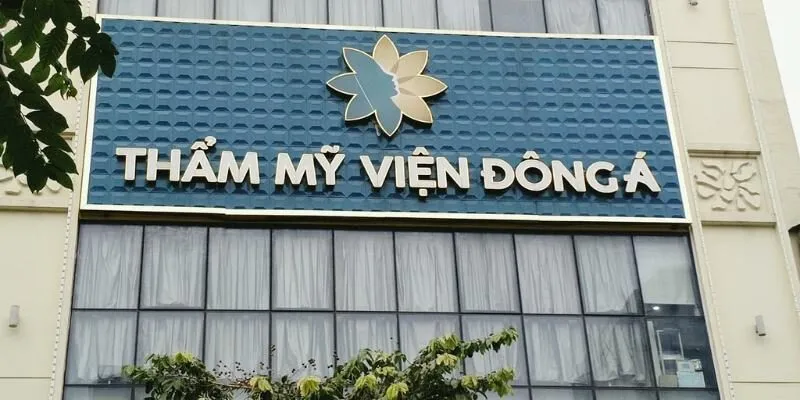 THẨM MỸ VIỆN ĐÔNG Á